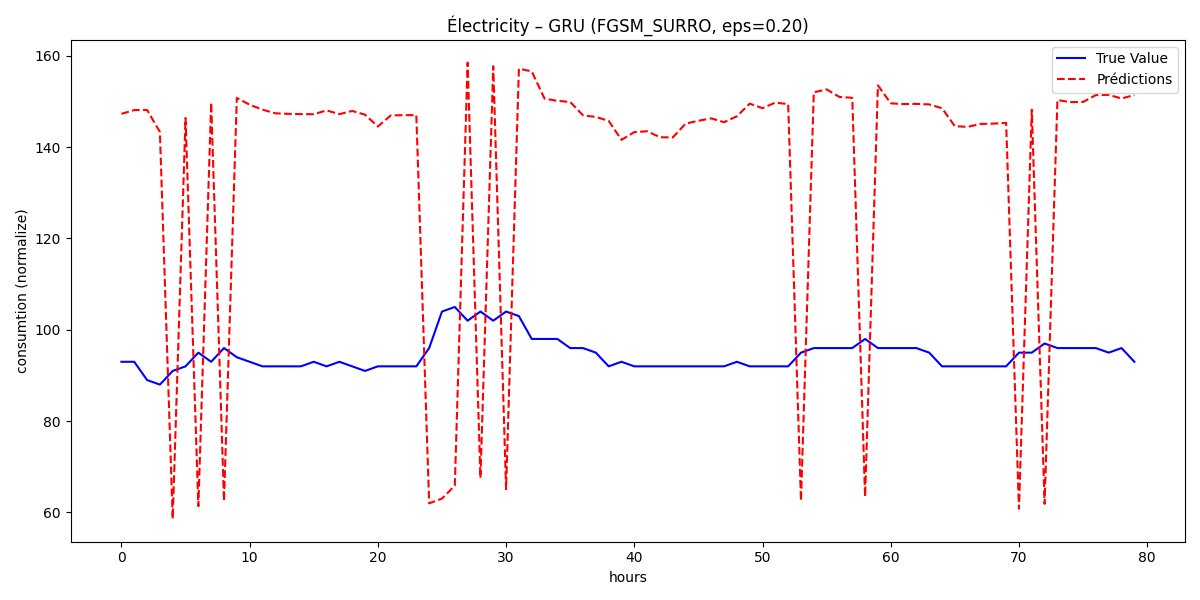 Électricity – GRU (FGSM_SURRO, eps=0.20)
True Value
Prédictions
consumtion (normalize)
160
140
120
100
80
60
0 10 20 30 40 50 60 70 80
hours